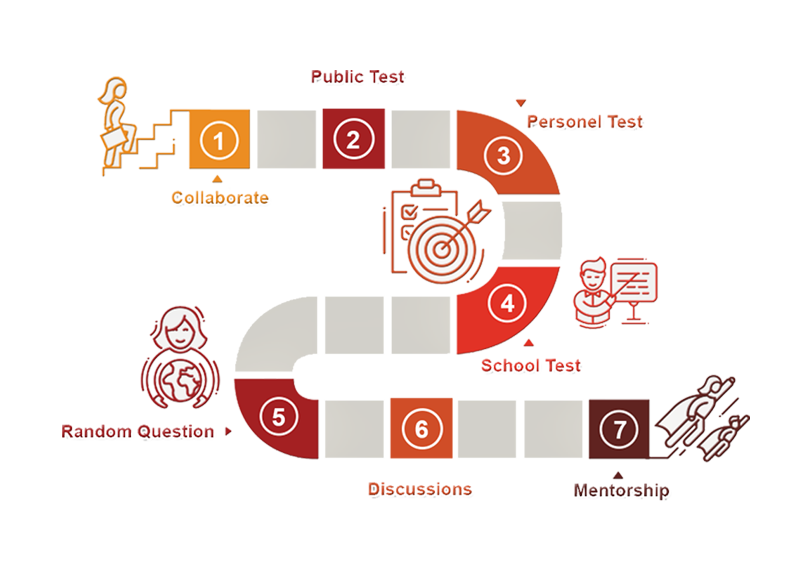 Public Test
Personel Test
1
2
3
Collaborate
4
School Test
5
Random Question
6
7
Discussions
Mentorship